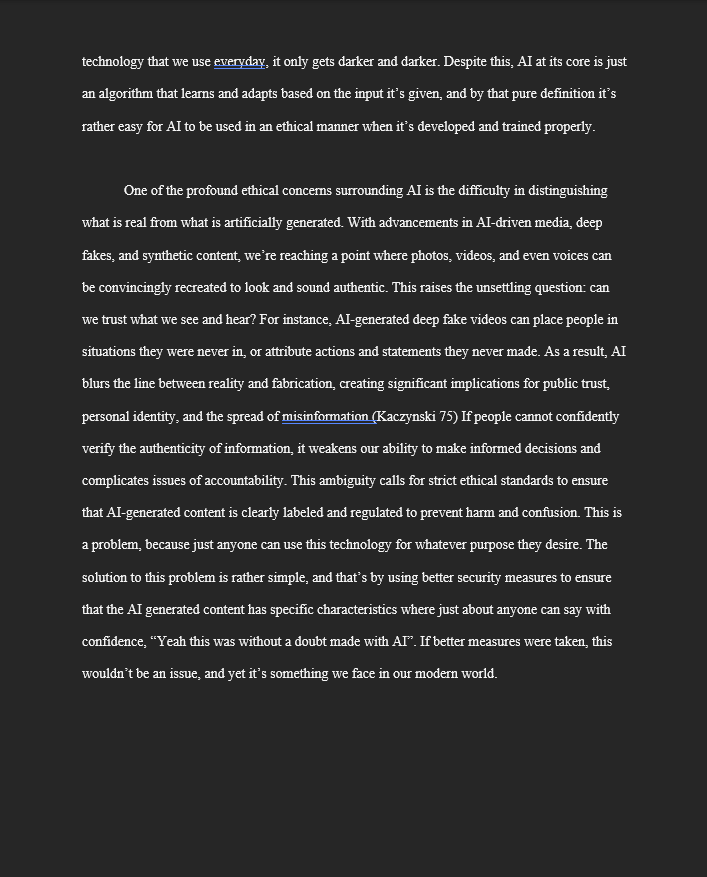 technology that we use everyday, it only gets darker and darker. Despite this, AI at its core is just
an algorithm that learns and adapts based on the input it’s given, and by that pure definition it’s
rather easy for AI to be used in an ethical manner when it’s developed and trained properly.
One of the profound ethical concerns surrounding AI is the difficulty in distinguishing
what is real from what is artificially generated. With advancements in AI-driven media, deep
fakes, and synthetic content, we’re reaching a point where photos, videos, and even voices can
be convincingly recreated to look and sound authentic. This raises the unsettling question: can
we trust what we see and hear? For instance, AI-generated deep fake videos can place people in
situations they were never in, or attribute actions and statements they never made. As a result, AI
blurs the line between reality and fabrication, creating significant implications for public trust,
personal identity, and the spread of misinformation.(Kaczynski 75) If people cannot confidently
verify the authenticity of information, it weakens our ability to make informed decisions and
complicates issues of accountability. This ambiguity calls for strict ethical standards to ensure
that AI-generated content is clearly labeled and regulated to prevent harm and confusion. This is
a problem, because just anyone can use this technology for whatever purpose they desire. The
solution to this problem is rather simple, and that’s by using better security measures to ensure
that the AI generated content has specific characteristics where just about anyone can say with
confidence, “Yeah this was without a doubt made with AI”. If better measures were taken, this
wouldn’t be an issue, and yet it’s something we face in our modern world.